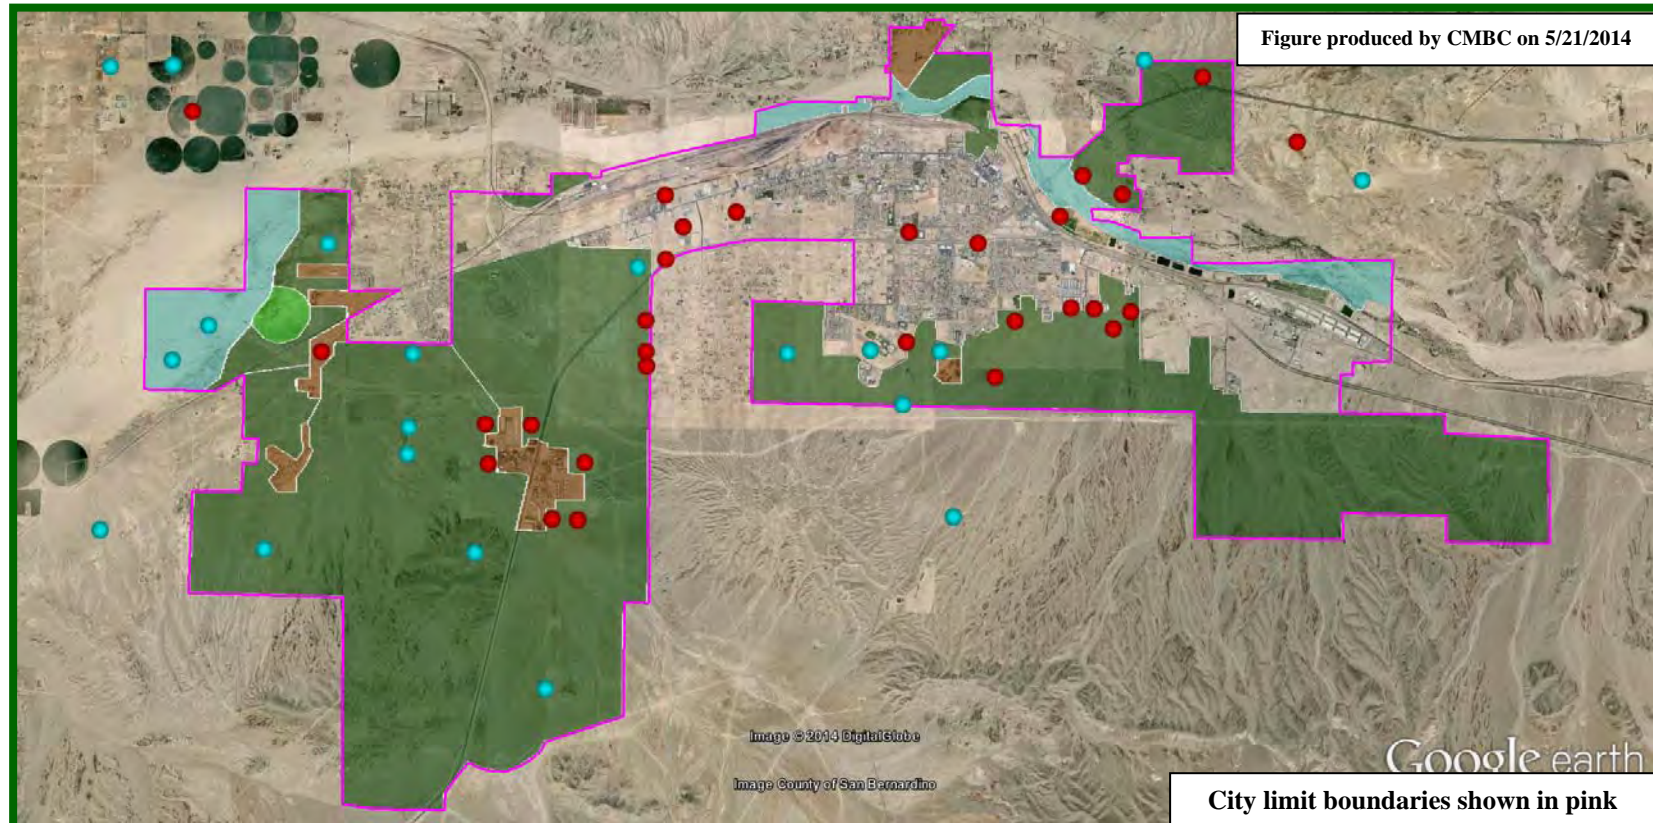 Figure produced by CMBC on 5/21/2014
Image © 2014 DigitalGlobe
Image County of San Bernardino
Google earth
City limit boundaries shown in pink